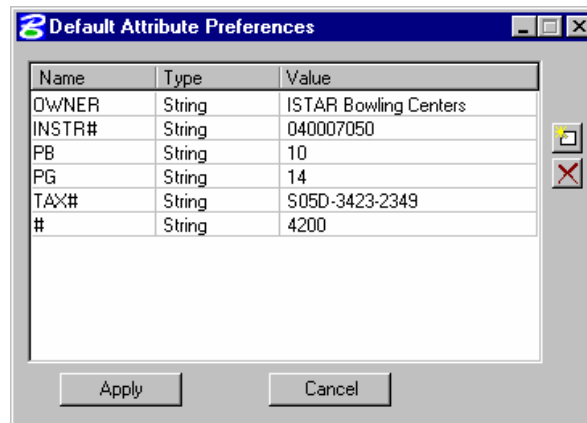 Default Attribute Preferences
Name Type Value
OWNER String ISTAR Bowling Centers
INSTR# String 040007050
PB String 10
PG String 14
TAX# String S05D-3423-2349
# String 4200
Apply Cancel